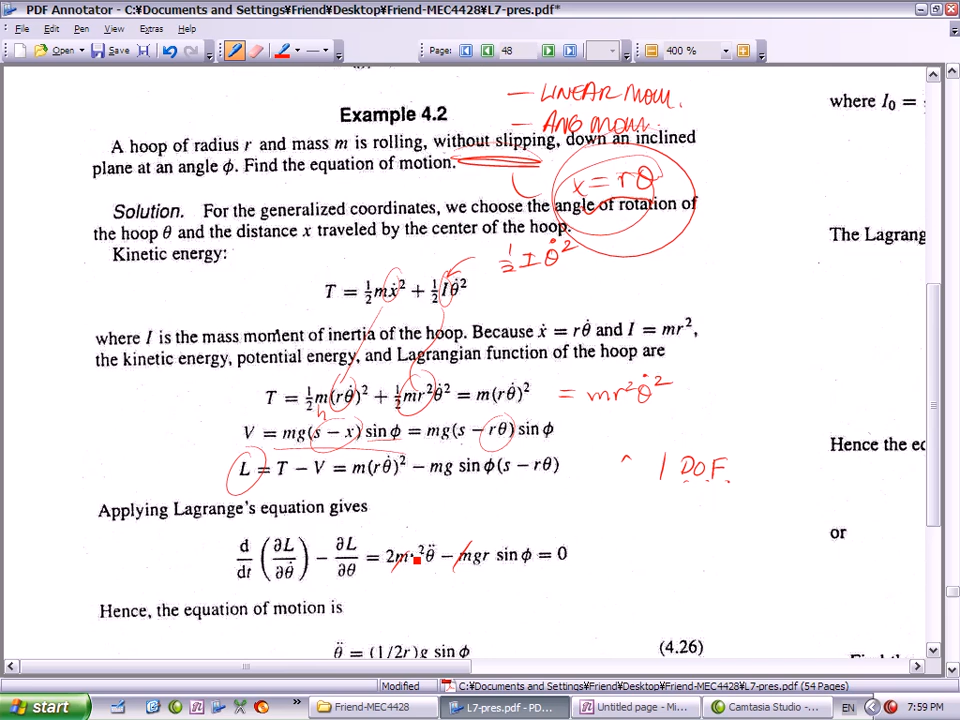 PDF Annotator - C:¥Documents and Settings¥Friend¥Desktop¥Friend-MEC4428¥L7-pres.pdf*
File Edit Pen View Extras Help
Open Save Page: 48 400 %
— LINEAR MOM.
— ANG MOM.
Example 4.2
A hoop of radius r and mass m is rolling, without slipping, down an inclined
plane at an angle ϕ. Find the equation of motion.
x = rθ
Solution. For the generalized coordinates, we choose the angle of rotation of
the hoop θ and the distance x traveled by the center of the hoop.
Kinetic energy:
½ I θ̇²
T = ½mẋ² + ½Iθ̇²
where I is the mass moment of inertia of the hoop. Because ẋ = rθ̇ and I = mr²,
the kinetic energy, potential energy, and Lagrangian function of the hoop are
T = ½m(rθ̇)² + ½mr²θ̇² = m(rθ̇)² = mr²θ̇²
h
V = mg(s − x) sin ϕ = mg(s − rθ) sin ϕ
L = T − V = m(rθ̇)² − mg sin ϕ(s − rθ) 1 DOF.
Applying Lagrange's equation gives
d/dt (∂L/∂θ̇) − ∂L/∂θ = 2mr²θ̈ − mgr sin ϕ = 0
Hence, the equation of motion is
θ̈ = (1/2r)g sin ϕ (4.26)
where I₀ =
The Lagrang
Hence the eq
or
Modified C:¥Documents and Settings¥Friend¥Desktop¥Friend-MEC4428¥L7-pres.pdf (54 Pages)
start Friend-MEC4428 L7-pres.pdf - PD... Untitled page - Mi... Camtasia Studio - ... EN 7:59 PM